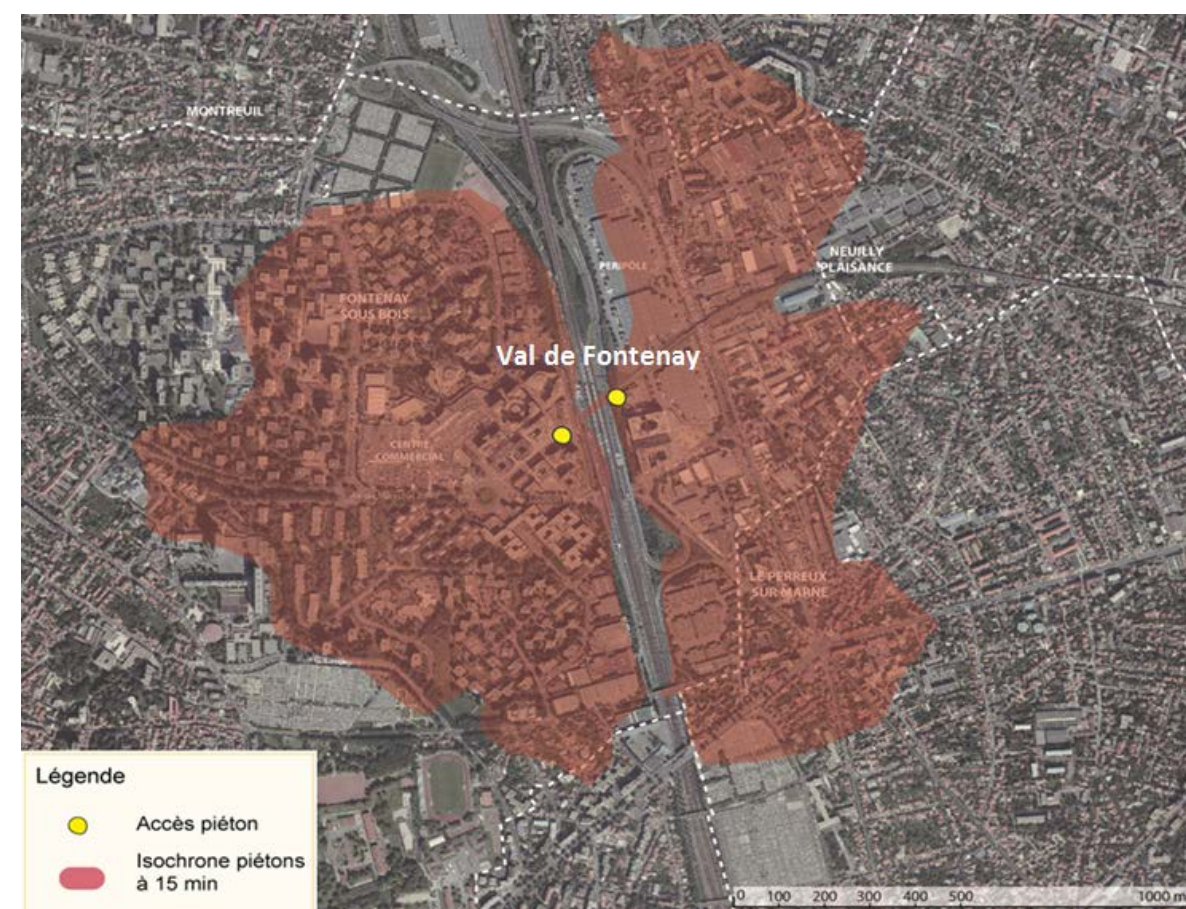 MONTREUIL
NEUILLY
PLAISANCE
PERIPÔLE
FONTENAY
SOUS BOIS
Val de Fontenay
CENTRE
COMMERCIAL
LE PERREUX
SUR MARNE
Légende
Accès piéton
Isochrone piétons
à 15 min
0 100 200 300 400 500 1000 m